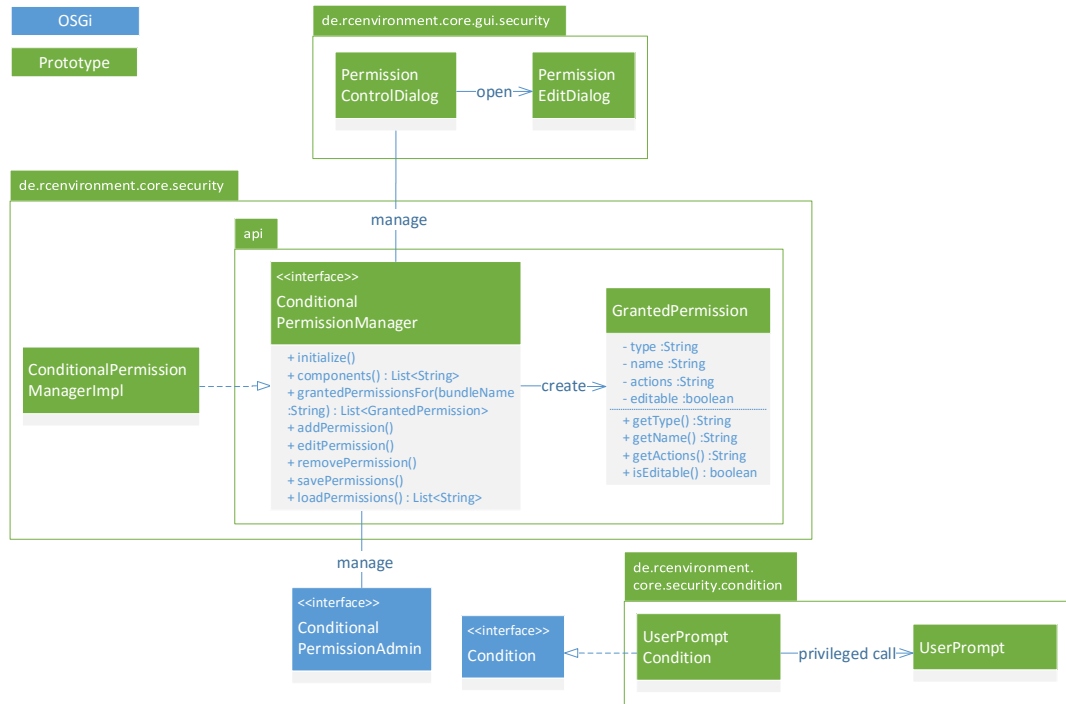 OSGi
Prototype
de.rcenvironment.core.gui.security
Permission
ControlDialog
open
Permission
EditDialog
de.rcenvironment.core.security
manage
api
<<interface>>
Conditional
PermissionManager
+ initialize()
+ components() : List<String>
+ grantedPermissionsFor(bundleName
:String) : List<GrantedPermission>
+ addPermission()
+ editPermission()
+ removePermission()
+ savePermissions()
+ loadPermissions() : List<String>
ConditionalPermission
ManagerImpl
create
GrantedPermission
- type :String
- name :String
- actions :String
- editable :boolean
+ getType() :String
+ getName() :String
+ getActions() :String
+ isEditable() : boolean
manage
<<interface>>
Conditional
PermissionAdmin
<<interface>>
Condition
de.rcenvironment.
core.security.condition
UserPrompt
Condition
privileged call
UserPrompt